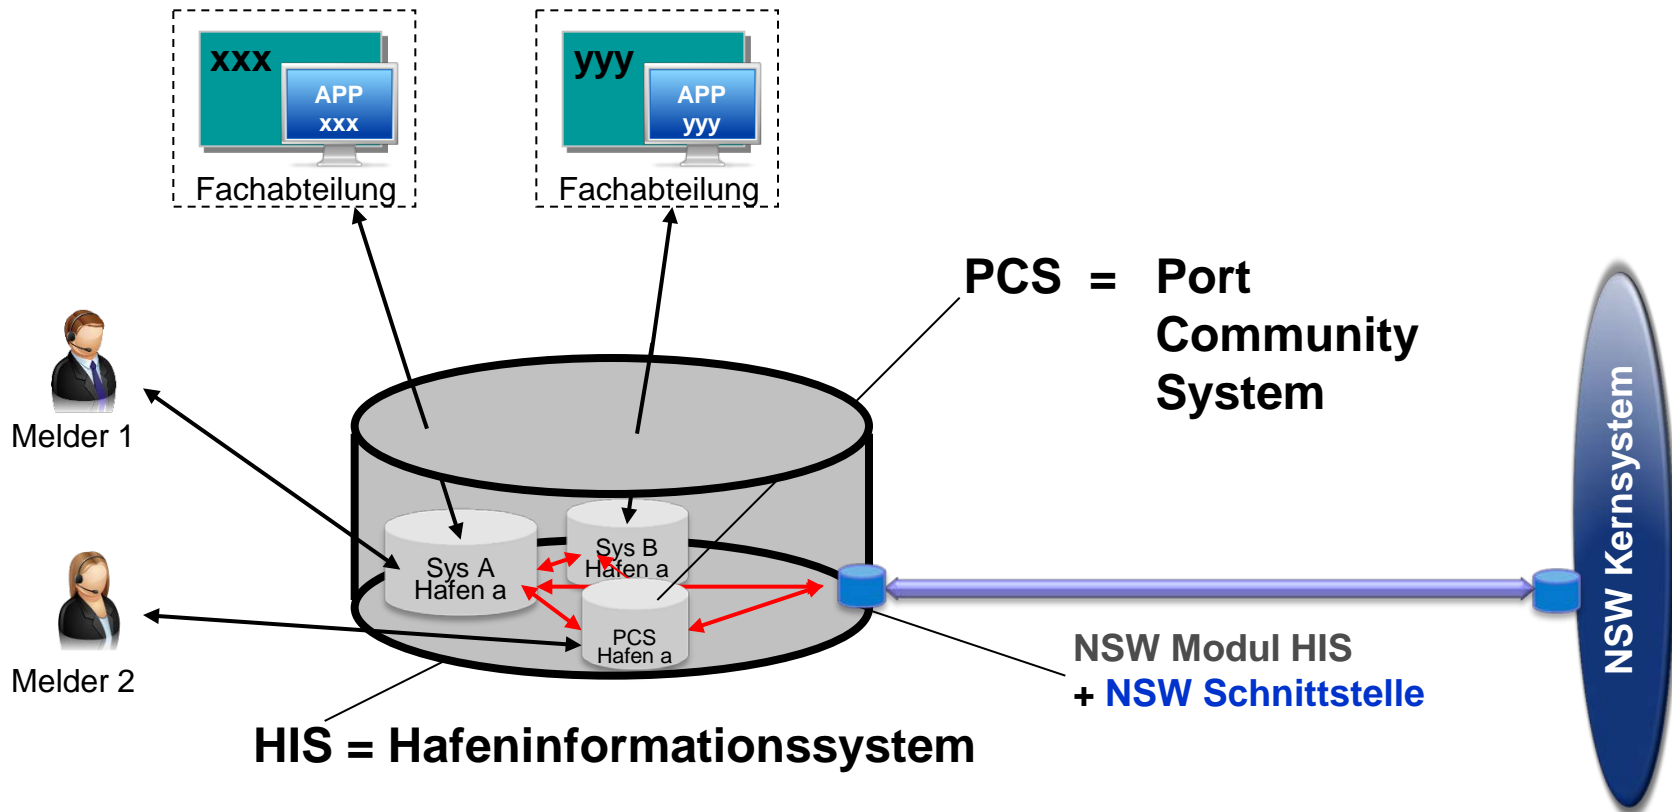 xxx
APP
xxx
Fachabteilung
yyy
APP
yyy
Fachabteilung
PCS = Port
Community
System
Melder 1
Melder 2
Sys A
Hafen a
Sys B
Hafen a
PCS
Hafen a
NSW Modul HIS
+ NSW Schnittstelle
HIS = Hafeninformationssystem
NSW Kernsystem